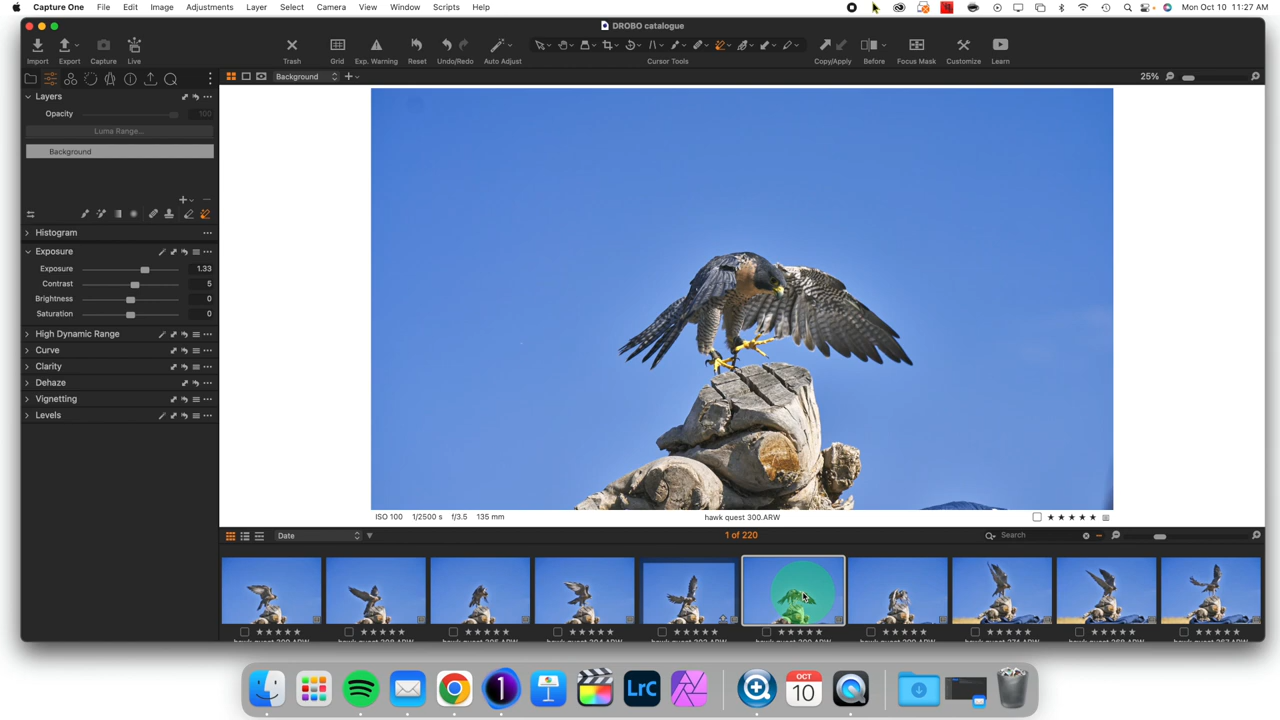 Capture One File Edit Image Adjustments Layer Select Camera View Window Scripts Help Mon Oct 10 11:27 AM
DROBO catalogue
Import Export Capture Live Trash Grid Exp. Warning Reset Undo/Redo Auto Adjust Cursor Tools Copy/Apply Before Focus Mask Customize Learn
Background 25%
Layers
Opacity 100
Luma Range...
Background
Histogram
Exposure
Exposure 1.33
Contrast 5
Brightness 0
Saturation 0
High Dynamic Range
Curve
Clarity
Dehaze
Vignetting
Levels
ISO 100 1/2500 s f/3.5 135 mm hawk quest 300.ARW
Date 1 of 220 Search
OCT
10
1
LrC